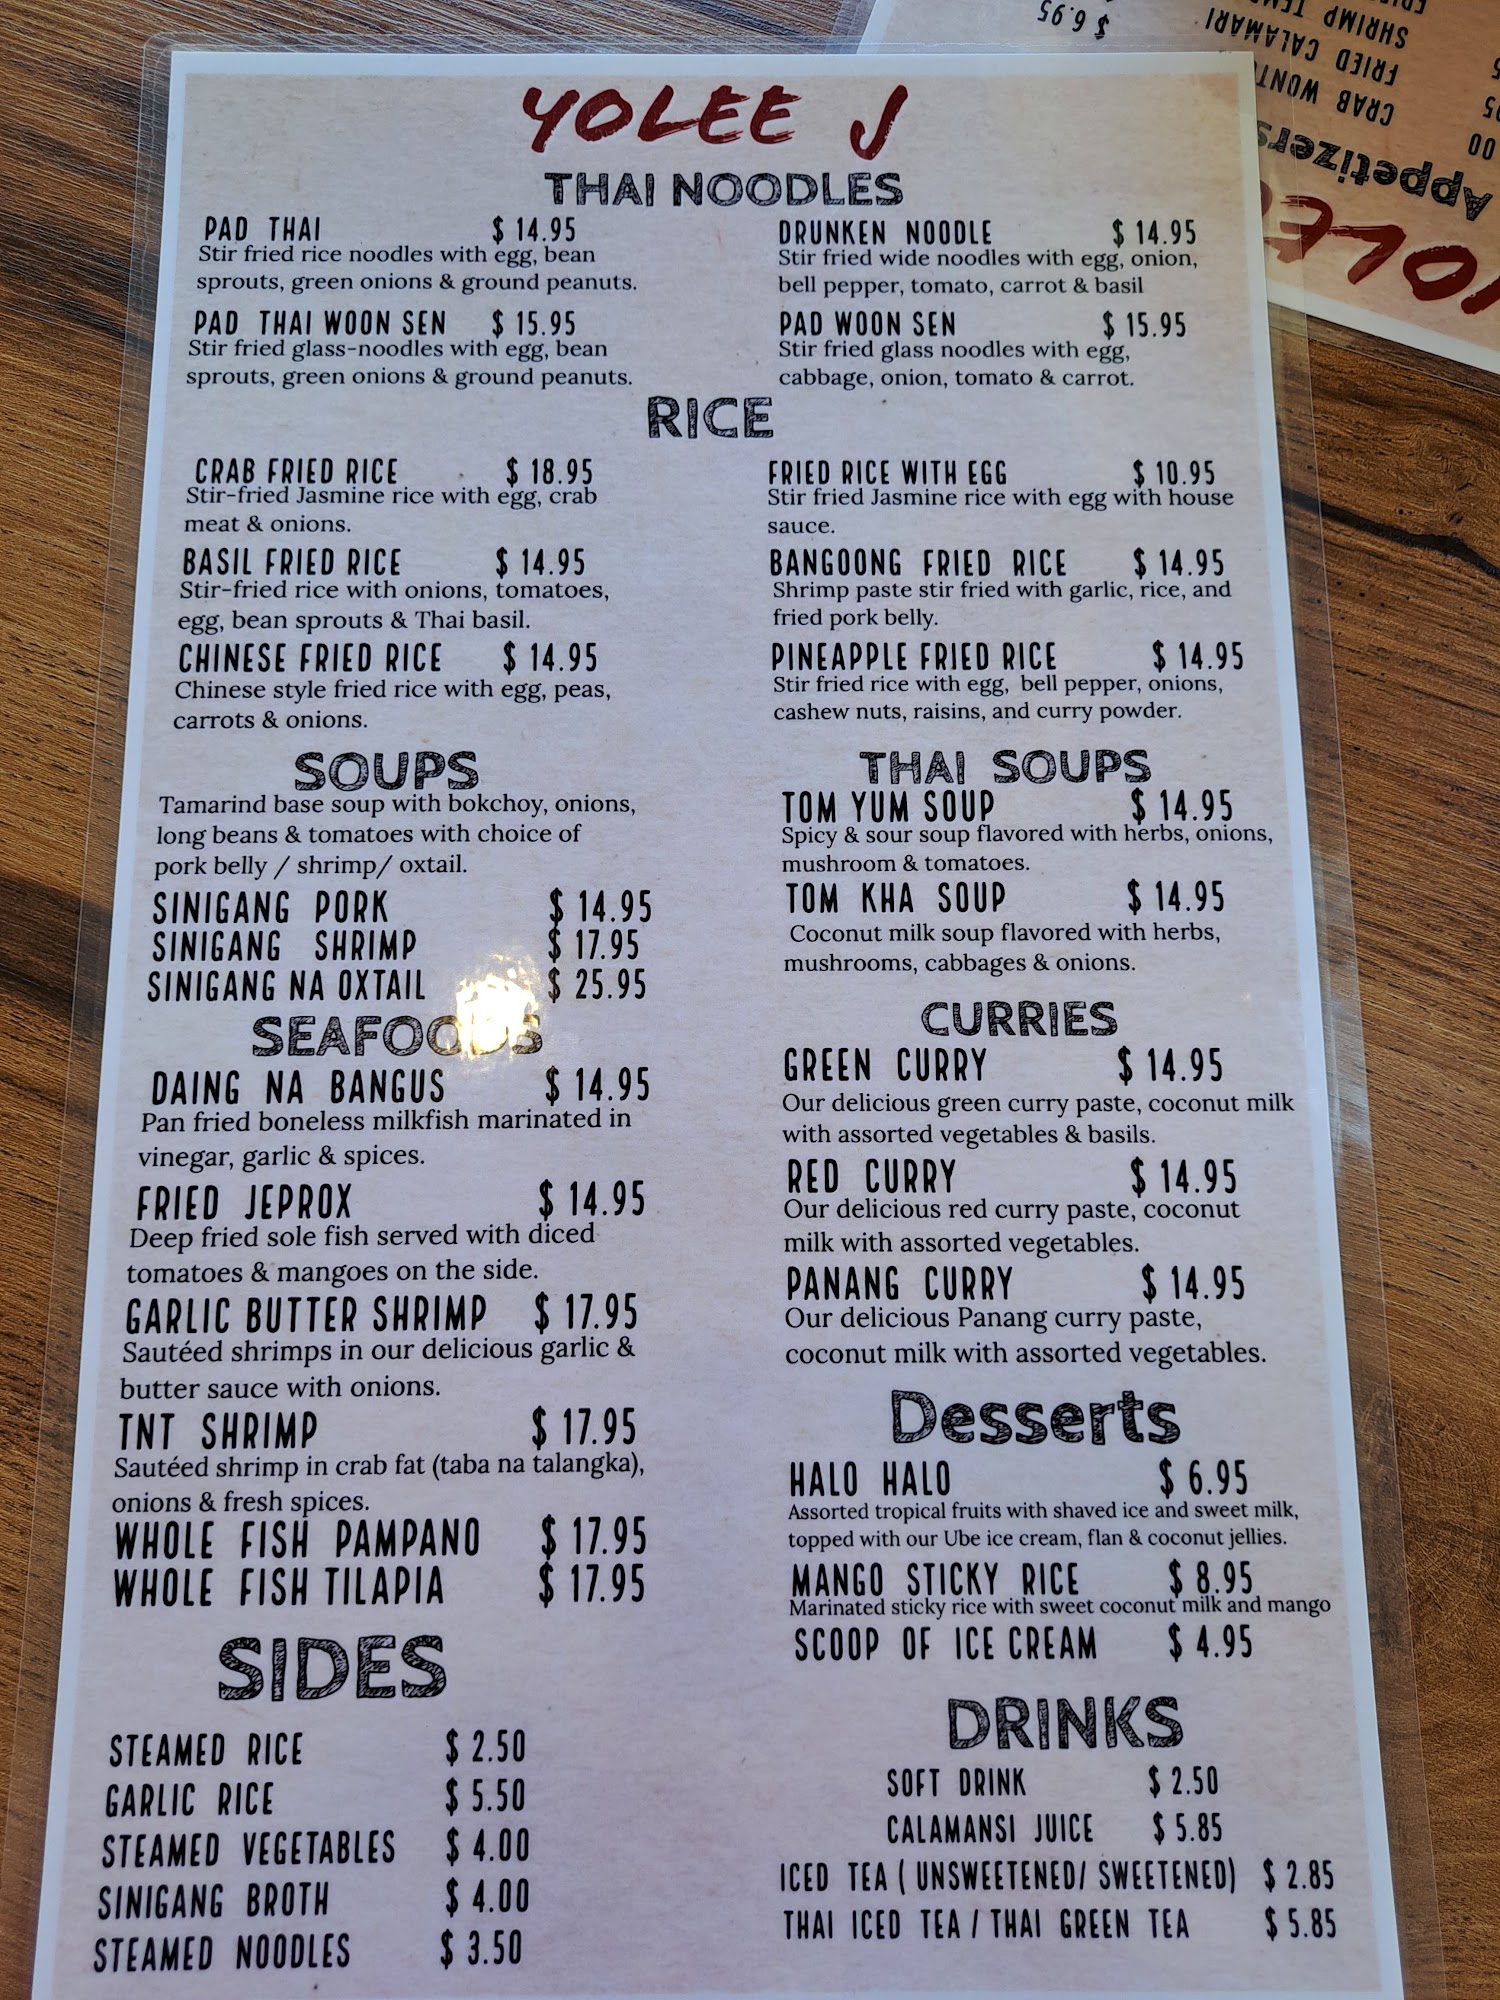 YOLEE J
THAI NOODLES
PAD THAI $ 14.95
Stir fried rice noodles with egg, bean
sprouts, green onions & ground peanuts.
PAD THAI WOON SEN $ 15.95
Stir fried glass-noodles with egg, bean
sprouts, green onions & ground peanuts.
DRUNKEN NOODLE $ 14.95
Stir fried wide noodles with egg, onion,
bell pepper, tomato, carrot & basil
PAD WOON SEN $ 15.95
Stir fried glass noodles with egg,
cabbage, onion, tomato & carrot.
RICE
CRAB FRIED RICE $ 18.95
Stir-fried Jasmine rice with egg, crab
meat & onions.
BASIL FRIED RICE $ 14.95
Stir-fried rice with onions, tomatoes,
egg, bean sprouts & Thai basil.
CHINESE FRIED RICE $ 14.95
Chinese style fried rice with egg, peas,
carrots & onions.
FRIED RICE WITH EGG $ 10.95
Stir fried Jasmine rice with egg with house
sauce.
BANGOONG FRIED RICE $ 14.95
Shrimp paste stir fried with garlic, rice, and
fried pork belly.
PINEAPPLE FRIED RICE $ 14.95
Stir fried rice with egg, bell pepper, onions,
cashew nuts, raisins, and curry powder.
SOUPS
Tamarind base soup with bokchoy, onions,
long beans & tomatoes with choice of
pork belly / shrimp/ oxtail.
SINIGANG PORK $ 14.95
SINIGANG SHRIMP $ 17.95
SINIGANG NA OXTAIL $ 25.95
SEAFOODS
DAING NA BANGUS $ 14.95
Pan fried boneless milkfish marinated in
vinegar, garlic & spices.
FRIED JEPROX $ 14.95
Deep fried sole fish served with diced
tomatoes & mangoes on the side.
GARLIC BUTTER SHRIMP $ 17.95
Sautéed shrimps in our delicious garlic &
butter sauce with onions.
TNT SHRIMP $ 17.95
Sautéed shrimp in crab fat (taba na talangka),
onions & fresh spices.
WHOLE FISH PAMPANO $ 17.95
WHOLE FISH TILAPIA $ 17.95
SIDES
STEAMED RICE $ 2.50
GARLIC RICE $ 5.50
STEAMED VEGETABLES $ 4.00
SINIGANG BROTH $ 4.00
STEAMED NOODLES $ 3.50
THAI SOUPS
TOM YUM SOUP $ 14.95
Spicy & sour soup flavored with herbs, onions,
mushroom & tomatoes.
TOM KHA SOUP $ 14.95
Coconut milk soup flavored with herbs,
mushrooms, cabbages & onions.
CURRIES
GREEN CURRY $ 14.95
Our delicious green curry paste, coconut milk
with assorted vegetables & basils.
RED CURRY $ 14.95
Our delicious red curry paste, coconut
milk with assorted vegetables.
PANANG CURRY $ 14.95
Our delicious Panang curry paste,
coconut milk with assorted vegetables.
Desserts
HALO HALO $ 6.95
Assorted tropical fruits with shaved ice and sweet milk,
topped with our Ube ice cream, flan & coconut jellies.
MANGO STICKY RICE $ 8.95
Marinated sticky rice with sweet coconut milk and mango
SCOOP OF ICE CREAM $ 4.95
DRINKS
SOFT DRINK $ 2.50
CALAMANSI JUICE $ 5.85
ICED TEA ( UNSWEETENED/ SWEETENED) $ 2.85
THAI ICED TEA / THAI GREEN TEA $ 5.85
Appetizers
CRAB
FRIED CALAMARI
SHRIMP
$ 6.95